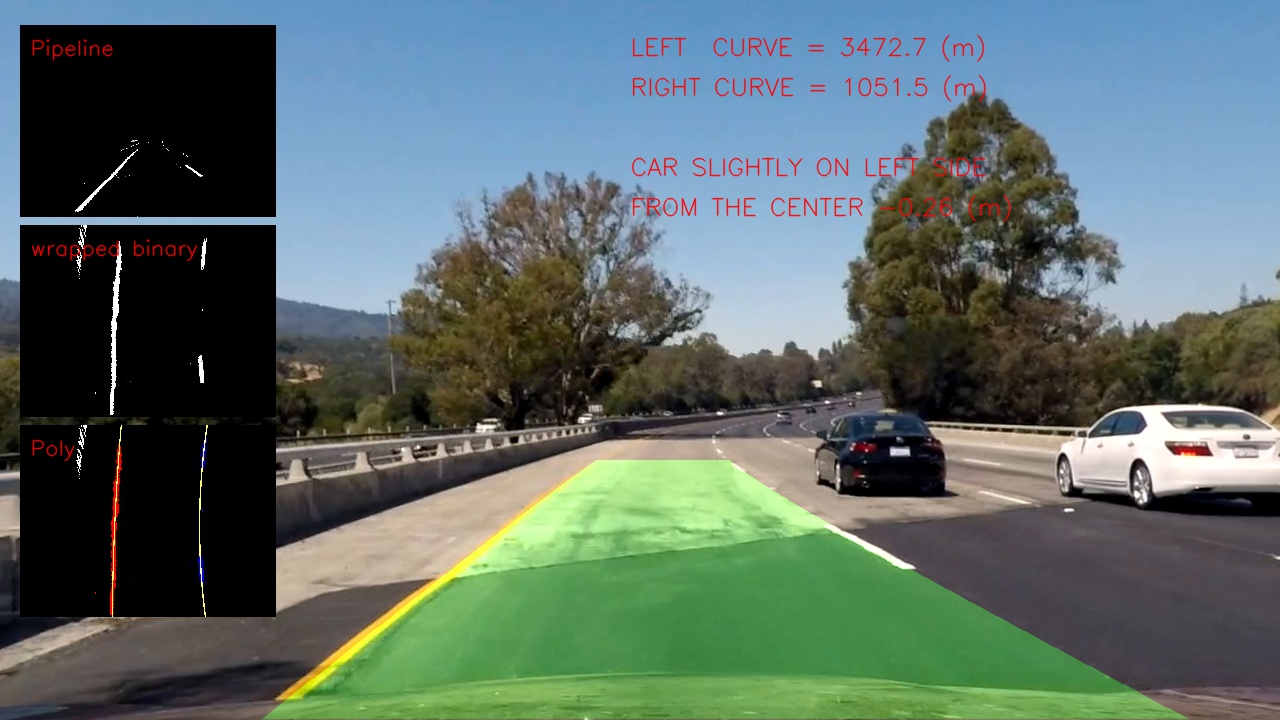 Pipeline
wrapped binary
Poly
LEFT CURVE = 3472.7 (m)
RIGHT CURVE = 1051.5 (m)
CAR SLIGHTLY ON LEFT SIDE
FROM THE CENTER -0.26 (m)